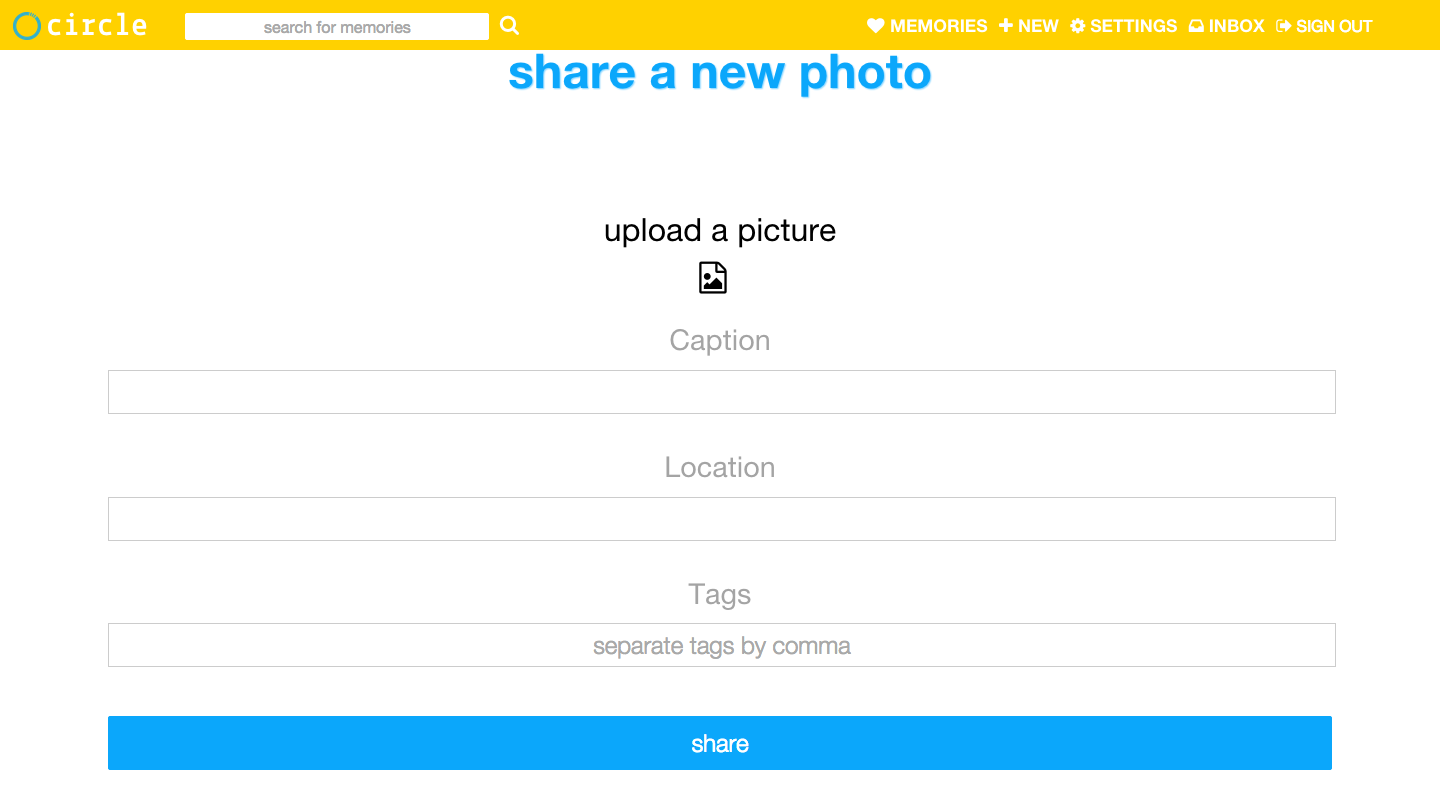 circle search for memories MEMORIES NEW SETTINGS INBOX SIGN OUT
share a new photo
upload a picture
Caption
Location
Tags
separate tags by comma
share